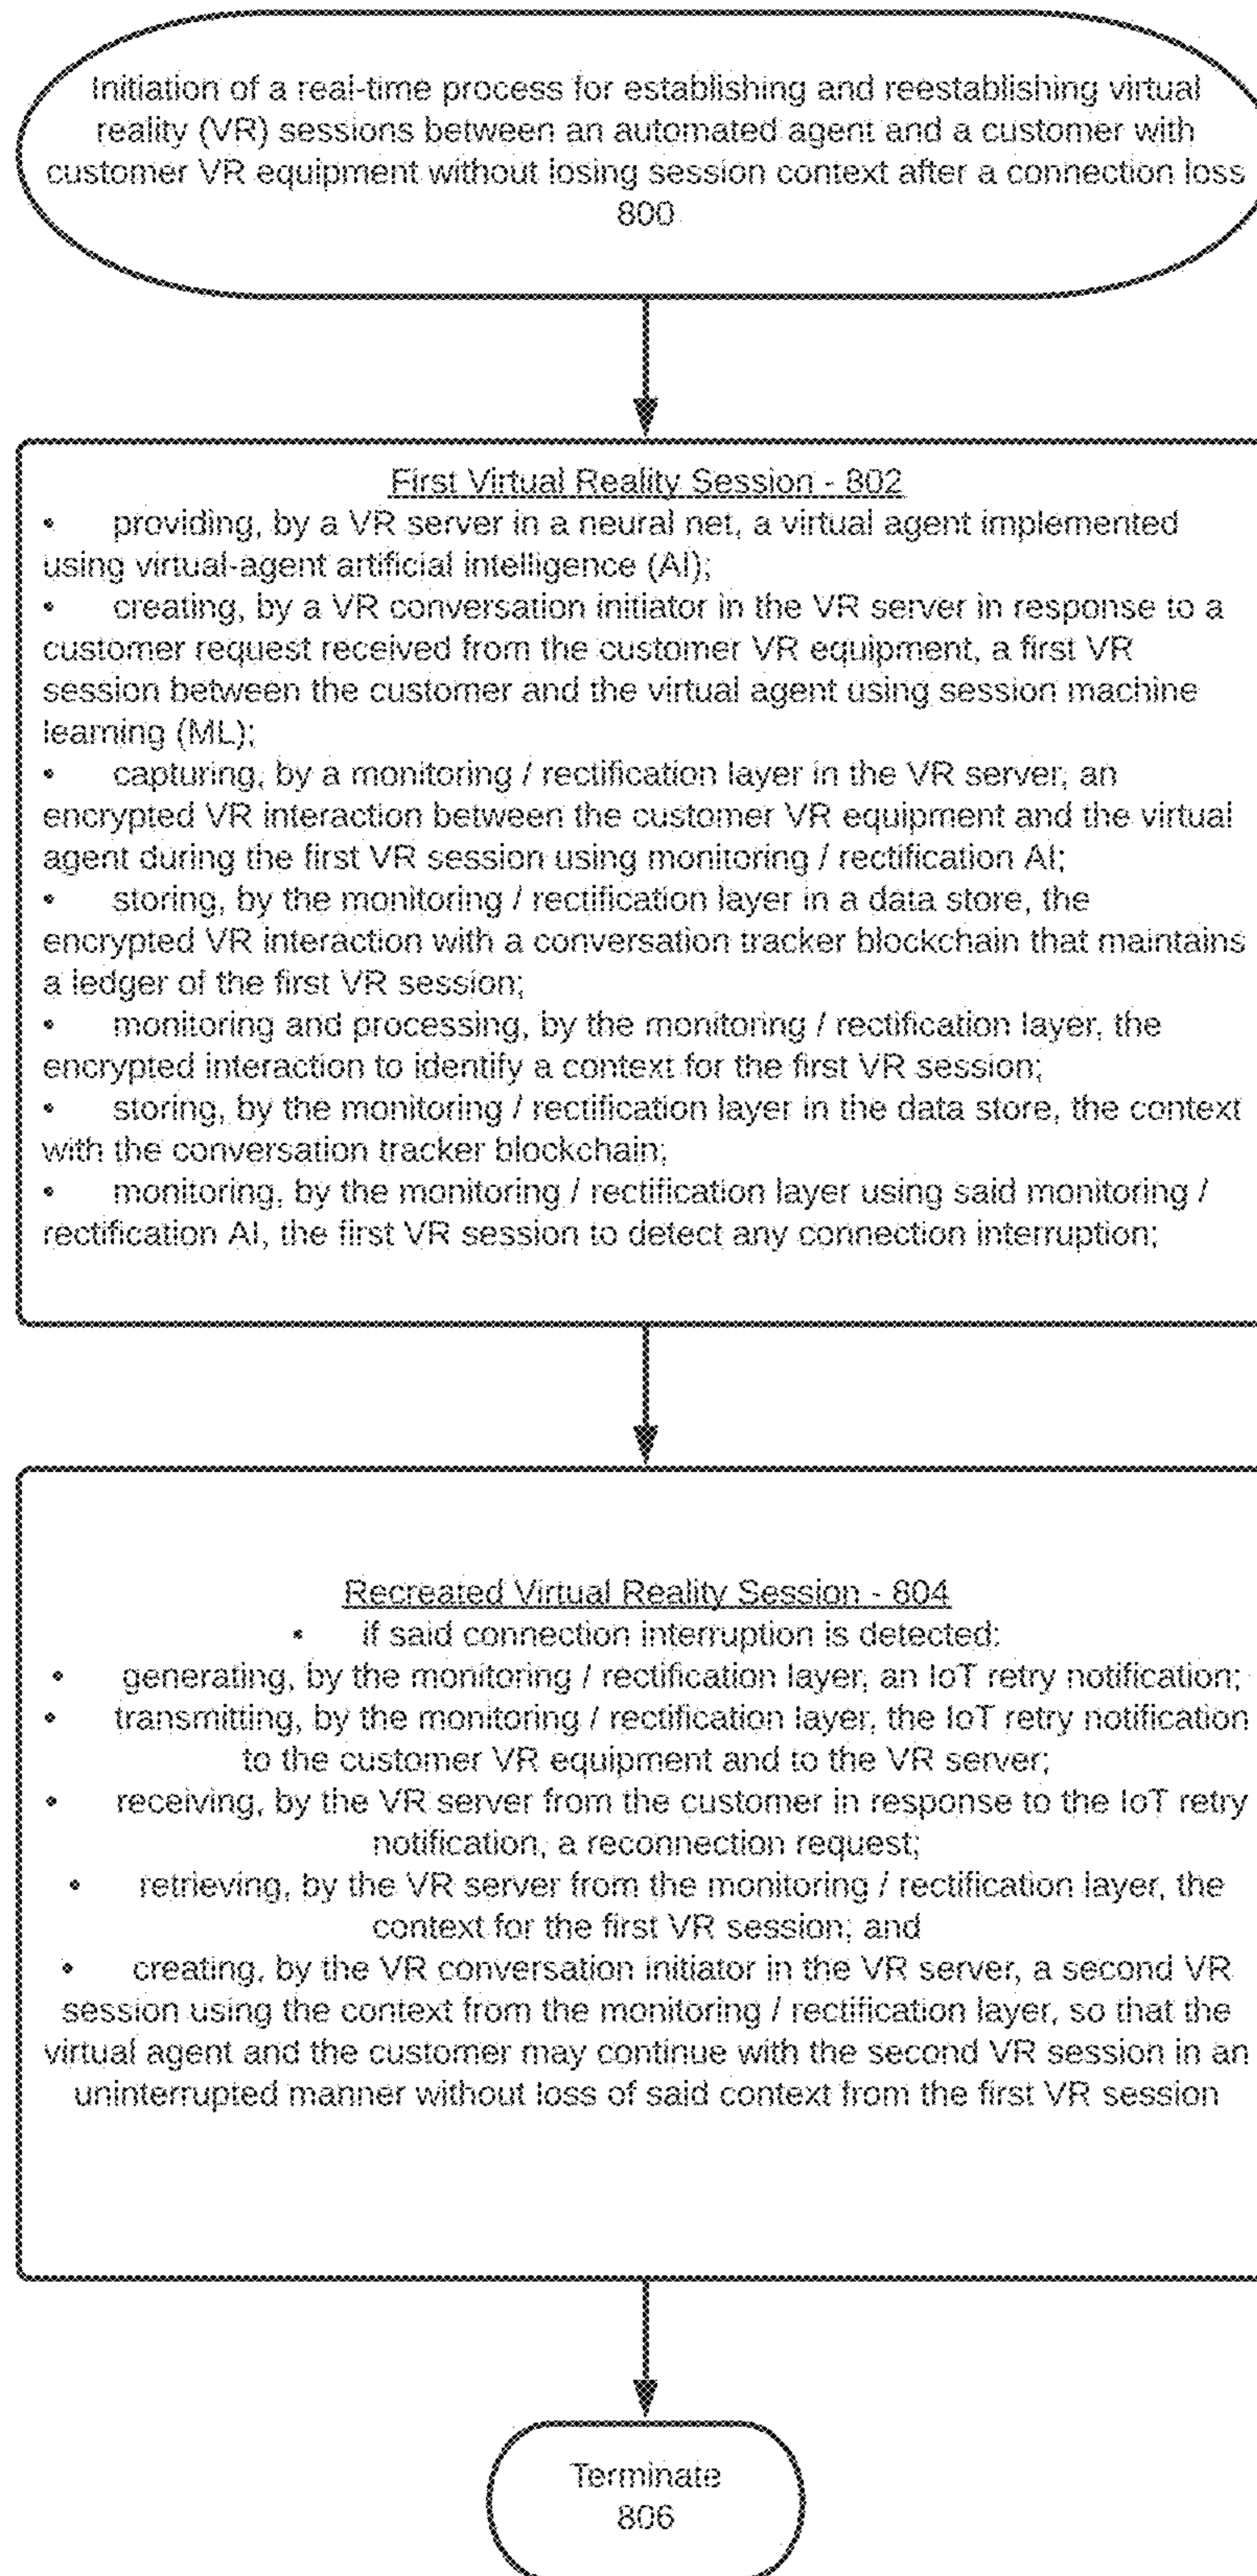 Initiation of a real-time process for establishing and reestablishing virtual
reality (VR) sessions between an automated agent and a customer with
customer VR equipment without losing session context after a connection loss
800
First Virtual Reality Session - 802
• providing, by a VR server in a neural net, a virtual agent implemented
using virtual-agent artificial intelligence (AI);
• creating, by a VR conversation initiator in the VR server in response to a
customer request received from the customer VR equipment, a first VR
session between the customer and the virtual agent using session machine
learning (ML);
• capturing, by a monitoring / rectification layer in the VR server, an
encrypted VR interaction between the customer VR equipment and the virtual
agent during the first VR session using monitoring / rectification AI;
• storing, by the monitoring / rectification layer in a data store, the
encrypted VR interaction with a conversation tracker blockchain that maintains
a ledger of the first VR session;
• monitoring and processing, by the monitoring / rectification layer, the
encrypted interaction to identify a context for the first VR session;
• storing, by the monitoring / rectification layer in the data store, the context
with the conversation tracker blockchain;
• monitoring, by the monitoring / rectification layer using said monitoring /
rectification AI, the first VR session to detect any connection interruption;
Recreated Virtual Reality Session - 804
• if said connection interruption is detected:
• generating, by the monitoring / rectification layer, an IoT retry notification;
• transmitting, by the monitoring / rectification layer, the IoT retry notification
to the customer VR equipment and to the VR server;
• receiving, by the VR server from the customer in response to the IoT retry
notification, a reconnection request;
• retrieving, by the VR server from the monitoring / rectification layer, the
context for the first VR session; and
• creating, by the VR conversation initiator in the VR server, a second VR
session using the context from the monitoring / rectification layer, so that the
virtual agent and the customer may continue with the second VR session in an
uninterrupted manner without loss of said context from the first VR session
Terminate
806